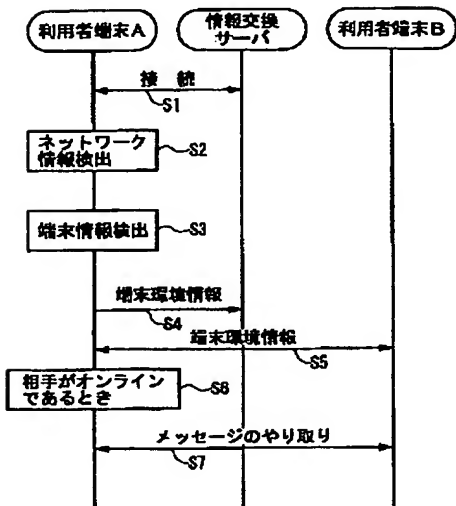 利用者端末A
情報交換
サーバ
利用者端末B
接続
S1
ネットワーク
情報検出
S2
端末情報検出
S3
端末環境情報
S4
端末環境情報
S5
相手がオンライン
であるとき
S6
メッセージのやり取り
S7